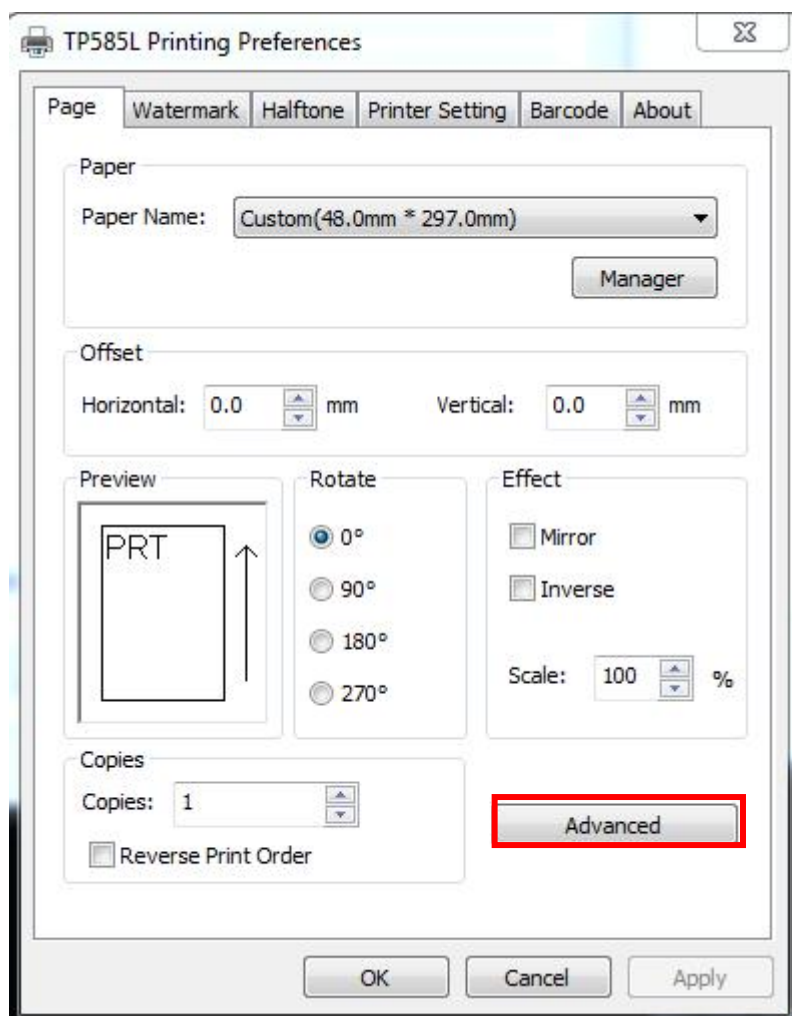 TP585L Printing Preferences
Page Watermark Halftone Printer Setting Barcode About
Paper
Paper Name: Custom(48.0mm * 297.0mm)
Manager
Offset
Horizontal: 0.0 mm Vertical: 0.0 mm
Preview Rotate Effect
PRT
0° Mirror
90° Inverse
180°
270° Scale: 100 %
Copies
Copies: 1
Advanced
Reverse Print Order
OK Cancel Apply